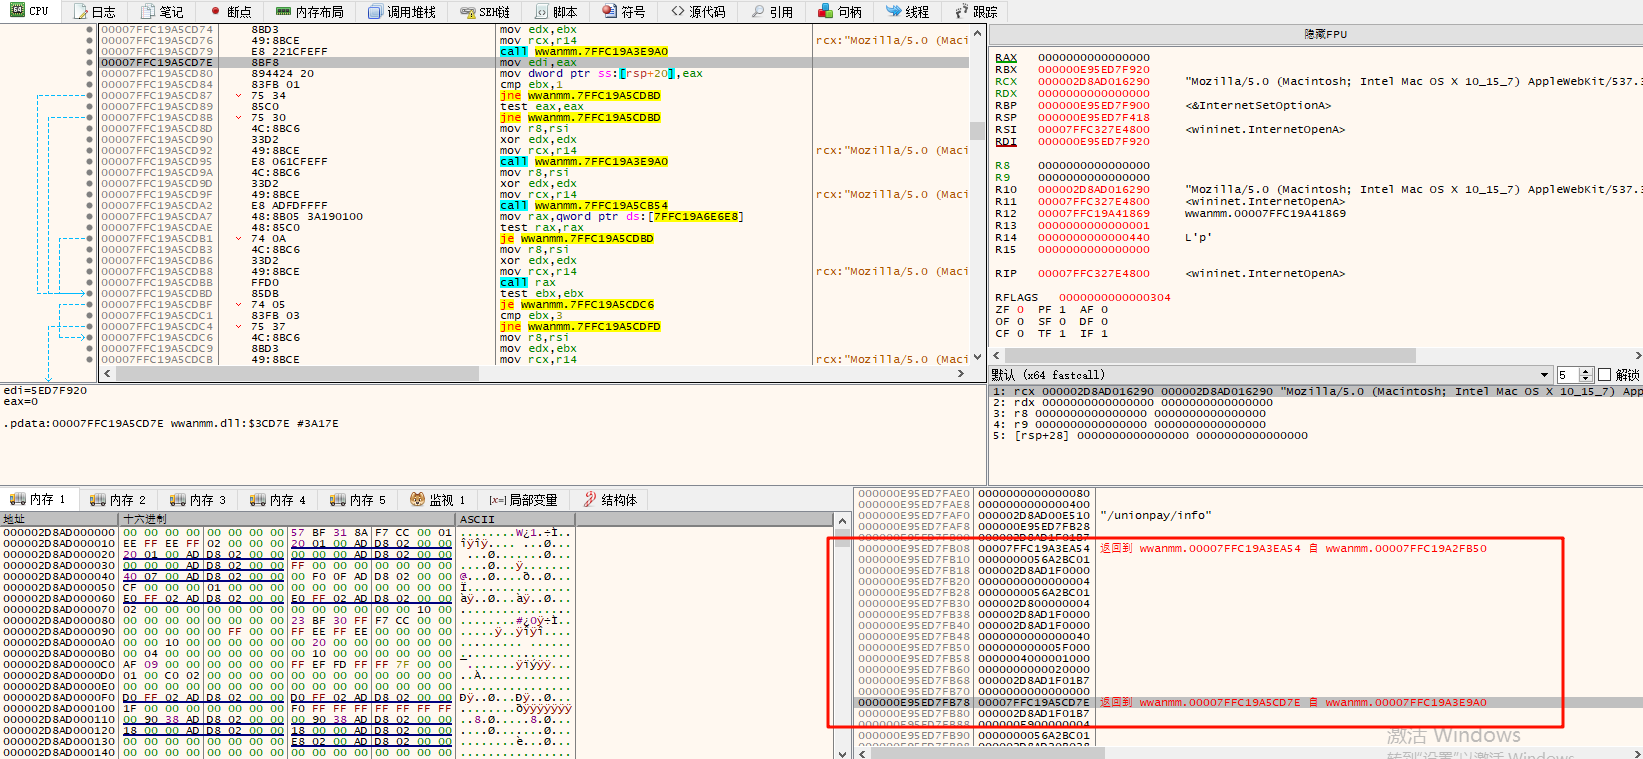 CPU 日志 笔记 断点 内存布局 调用堆栈 SEH链 脚本 符号 源代码 引用 句柄 线程 跟踪
00007FFC19A5CD74 8BD3 mov edx,ebx
00007FFC19A5CD76 49:8BCE mov rcx,r14 rcx:"Mozilla/5.0 (Maci
00007FFC19A5CD79 E8 221CFEFF call wwanmm.7FFC19A3E9A0
00007FFC19A5CD7E 8BF8 mov edi,eax
00007FFC19A5CD80 894424 20 mov dword ptr ss:[rsp+20],eax
00007FFC19A5CD84 83FB 01 cmp ebx,1
00007FFC19A5CD87 75 34 jne wwanmm.7FFC19A5CDBD
00007FFC19A5CD89 85C0 test eax,eax
00007FFC19A5CD8B 75 30 jne wwanmm.7FFC19A5CDBD
00007FFC19A5CD8D 4C:8BC6 mov r8,rsi
00007FFC19A5CD90 33D2 xor edx,edx
00007FFC19A5CD92 49:8BCE mov rcx,r14 rcx:"Mozilla/5.0 (Maci
00007FFC19A5CD95 E8 061CFEFF call wwanmm.7FFC19A3E9A0
00007FFC19A5CD9A 4C:8BC6 mov r8,rsi
00007FFC19A5CD9D 33D2 xor edx,edx
00007FFC19A5CD9F 49:8BCE mov rcx,r14 rcx:"Mozilla/5.0 (Maci
00007FFC19A5CDA2 E8 ADFDFFFF call wwanmm.7FFC19A5CB54
00007FFC19A5CDA7 48:8B05 3A190100 mov rax,qword ptr ds:[7FFC19A6E6E8]
00007FFC19A5CDAE 48:85C0 test rax,rax
00007FFC19A5CDB1 74 0A je wwanmm.7FFC19A5CDBD
00007FFC19A5CDB3 4C:8BC6 mov r8,rsi
00007FFC19A5CDB6 33D2 xor edx,edx
00007FFC19A5CDB8 49:8BCE mov rcx,r14 rcx:"Mozilla/5.0 (Maci
00007FFC19A5CDBB FFD0 call rax
00007FFC19A5CDBD 85DB test ebx,ebx
00007FFC19A5CDBF 74 05 je wwanmm.7FFC19A5CDC6
00007FFC19A5CDC1 83FB 03 cmp ebx,3
00007FFC19A5CDC4 75 37 jne wwanmm.7FFC19A5CDFD
00007FFC19A5CDC6 4C:8BC6 mov r8,rsi
00007FFC19A5CDC9 8BD3 mov edx,ebx
00007FFC19A5CDCB 49:8BCE mov rcx,r14 rcx:"Mozilla/5.0 (Maci
隐藏FPU
RAX 0000000000000000
RBX 000000E95ED7F920
RCX 000002D8AD016290 "Mozilla/5.0 (Macintosh; Intel Mac OS X 10_15_7) AppleWebKit/537.3
RDX 0000000000000000
RBP 000000E95ED7F900 <&InternetSetOptionA>
RSP 000000E95ED7F418
RSI 00007FFC327E4800 <wininet.InternetOpenA>
RDI 000000E95ED7F920
R8 0000000000000000
R9 0000000000000000
R10 000002D8AD016290 "Mozilla/5.0 (Macintosh; Intel Mac OS X 10_15_7) AppleWebKit/537.3
R11 00007FFC327E4800 <wininet.InternetOpenA>
R12 00007FFC19A41869 wwanmm.00007FFC19A41869
R13 0000000000000001
R14 0000000000000440 L'p'
R15 0000000000000000
RIP 00007FFC327E4800 <wininet.InternetOpenA>
RFLAGS 0000000000000304
ZF 0 PF 1 AF 0
OF 0 SF 0 DF 0
CF 0 TF 1 IF 1
默认 (x64 fastcall) 5 解锁
1: rcx 000002D8AD016290 000002D8AD016290 "Mozilla/5.0 (Macintosh; Intel Mac OS X 10_15_7) App
2: rdx 0000000000000000 0000000000000000
3: r8 0000000000000000 0000000000000000
4: r9 0000000000000000 0000000000000000
5: [rsp+28] 0000000000000000 0000000000000000
edi=5ED7F920
eax=0
.pdata:00007FFC19A5CD7E wwanmm.dll:$3CD7E #3A17E
内存 1 内存 2 内存 3 内存 4 内存 5 监视 1 [x=] 局部变量 结构体
地址 十六进制 ASCII
000002D8AD000000 00 00 00 00 00 00 00 00 57 BF 31 8A F7 CC 00 01
000002D8AD000010 EE FF EE FF 02 00 00 00 20 01 00 AD D8 02 00 00
000002D8AD000020 20 01 00 AD D8 02 00 00 00 00 00 AD D8 02 00 00
000002D8AD000030 00 00 00 AD D8 02 00 00 FF 00 00 00 00 00 00 00
000002D8AD000040 40 07 00 AD D8 02 00 00 00 F0 0F AD D8 02 00 00
000002D8AD000050 CF 00 00 00 01 00 00 00 00 00 00 00 00 00 00 00
000002D8AD000060 E0 FF 02 AD D8 02 00 00 E0 FF 02 AD D8 02 00 00
000002D8AD000070 02 00 00 00 00 00 00 00 00 00 00 00 00 00 10 00
000002D8AD000080 00 00 00 00 00 00 00 00 23 BF 30 FF F7 CC 00 00
000002D8AD000090 00 00 00 00 00 FF 00 00 FF EE FF EE 00 00 00 00
000002D8AD0000A0 00 00 10 00 00 00 00 00 00 20 00 00 00 00 00 00
000002D8AD0000B0 00 04 00 00 00 00 00 00 00 10 00 00 00 00 00 00
000002D8AD0000C0 AF 09 00 00 00 00 00 00 FF EF FD FF FF 7F 00 00
000002D8AD0000D0 01 00 C0 02 00 00 00 00 00 00 00 00 00 00 00 00
000002D8AD0000E0 00 00 00 00 00 00 00 00 00 00 00 00 00 00 00 00
000002D8AD0000F0 D0 FF 02 AD D8 02 00 00 D0 FF 02 AD D8 02 00 00
000002D8AD000100 1F 00 00 00 00 00 00 00 F0 FF FF FF FF FF FF FF
000002D8AD000110 00 90 38 AD D8 02 00 00 00 90 38 AD D8 02 00 00
000002D8AD000120 18 00 00 AD D8 02 00 00 18 00 00 AD D8 02 00 00
000002D8AD000130 00 00 00 00 00 00 00 00 E8 02 00 AD D8 02 00 00
000002D8AD000140 00 00 00 00 00 00 00 00 00 00 00 00 00 00 00 00
000000E95ED7FAE0 0000000000000080
000000E95ED7FAE8 0000000000000400
000000E95ED7FAF0 000002D8AD00E510 "/unionpay/info"
000000E95ED7FAF8 000000E95ED7FB28
000000E95ED7FB00 000002D8AD1F01B7
000000E95ED7FB08 00007FFC19A3EA54 返回到 wwanmm.00007FFC19A3EA54 自 wwanmm.00007FFC19A2FB50
000000E95ED7FB10 0000000056A2BC01
000000E95ED7FB18 000002D8AD1F0000
000000E95ED7FB20 0000000000000004
000000E95ED7FB28 0000000056A2BC01
000000E95ED7FB30 000002D800000004
000000E95ED7FB38 000002D8AD1F0000
000000E95ED7FB40 000002D8AD1F0000
000000E95ED7FB48 0000000000000040
000000E95ED7FB50 000000000005F000
000000E95ED7FB58 0000004000001000
000000E95ED7FB60 0000000000020000
000000E95ED7FB68 000002D8AD1F01B7
000000E95ED7FB70 0000000000000000
000000E95ED7FB78 00007FFC19A5CD7E 返回到 wwanmm.00007FFC19A5CD7E 自 wwanmm.00007FFC19A3E9A0
000000E95ED7FB80 000002D8AD1F01B7
000000E95ED7FB88 000000E900000004
000000E95ED7FB90 0000000056A2BC01
激活 Windows
转到"设置"以激活 Windows